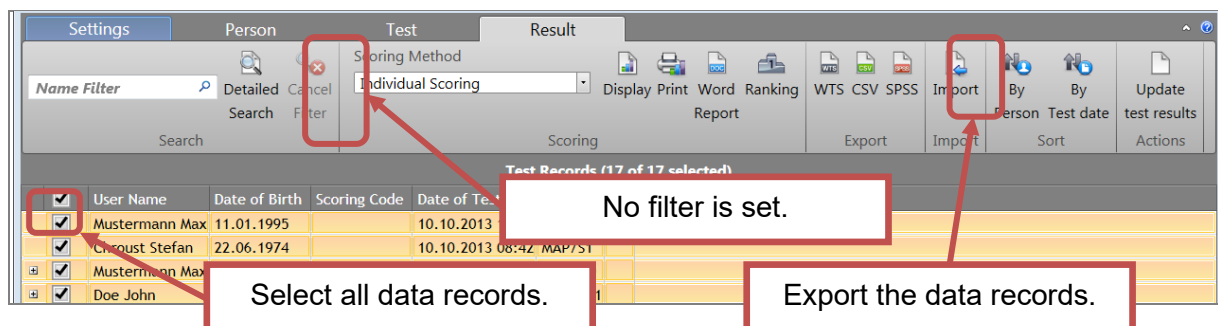 Settings Person Test Result
Scoring Method
Name Filter Individual Scoring
Detailed Cancel Display Print Word Ranking WTS CSV SPSS Import By By Update
Search Filter Report Person Test date test results
Search Scoring Export Import Sort Actions
Test Records (17 of 17 selected)
User Name Date of Birth Scoring Code Date of Test
Mustermann Max 11.01.1995 10.10.2013
Chroust Stefan 22.06.1974 10.10.2013 08:42 MAP/S1
Mustermann Max
Doe John
No filter is set.
Select all data records.
Export the data records.